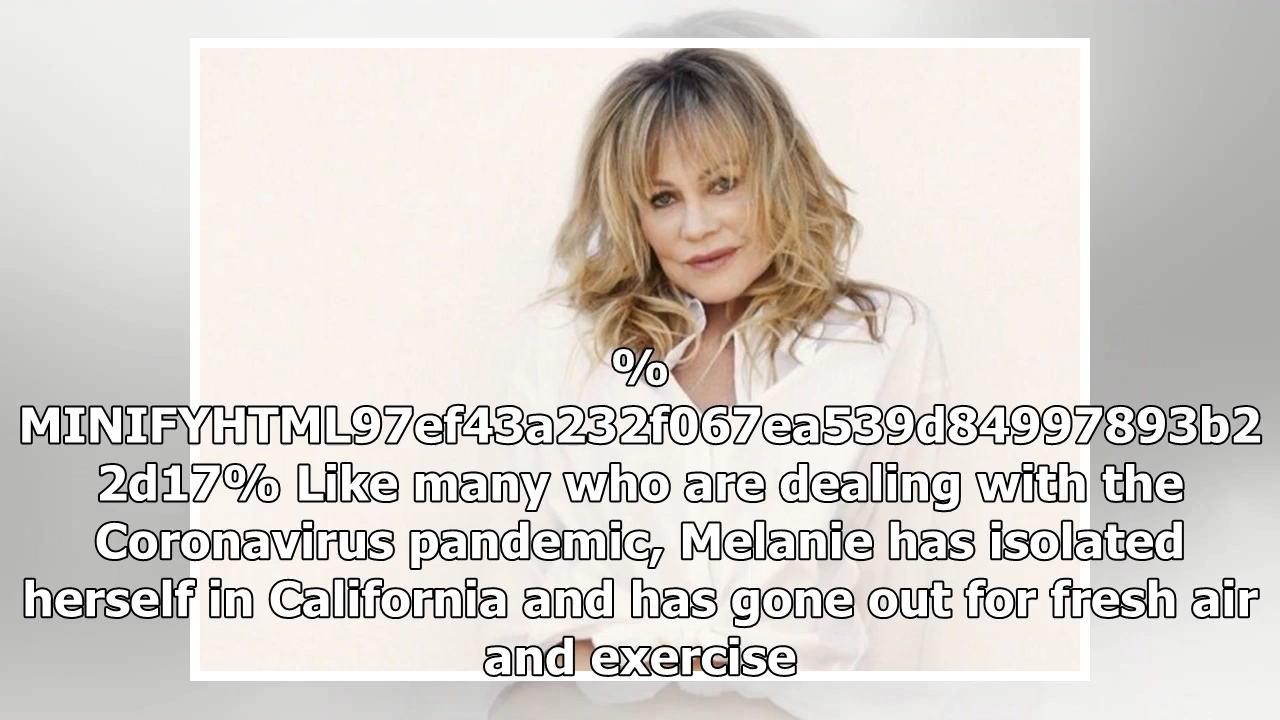 %
MINIFYHTML97ef43a232f067ea539d84997893b2
2d17% Like many who are dealing with the
Coronavirus pandemic, Melanie has isolated
herself in California and has gone out for fresh air
and exercise